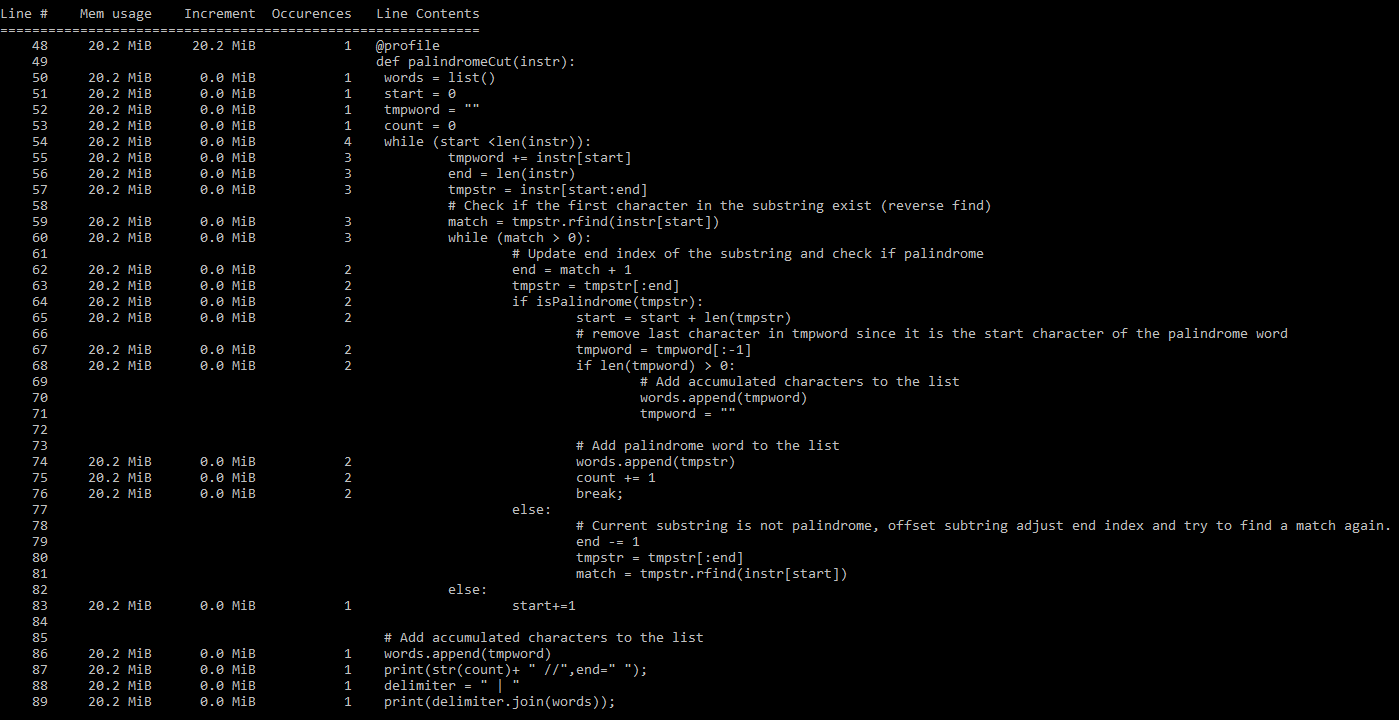 Line #    Mem usage    Increment  Occurences   Line Contents
============================================================
    48     20.2 MiB     20.2 MiB           1   @profile
    49                                         def palindromeCut(instr):
    50     20.2 MiB      0.0 MiB           1    words = list()
    51     20.2 MiB      0.0 MiB           1    start = 0
    52     20.2 MiB      0.0 MiB           1    tmpword = ""
    53     20.2 MiB      0.0 MiB           1    count = 0
    54     20.2 MiB      0.0 MiB           4    while (start <len(instr)):
    55     20.2 MiB      0.0 MiB           3            tmpword += instr[start]
    56     20.2 MiB      0.0 MiB           3            end = len(instr)
    57     20.2 MiB      0.0 MiB           3            tmpstr = instr[start:end]
    58                                                  # Check if the first character in the substring exist (reverse find)
    59     20.2 MiB      0.0 MiB           3            match = tmpstr.rfind(instr[start])
    60     20.2 MiB      0.0 MiB           3            while (match > 0):
    61                                                          # Update end index of the substring and check if palindrome
    62     20.2 MiB      0.0 MiB           2                    end = match + 1
    63     20.2 MiB      0.0 MiB           2                    tmpstr = tmpstr[:end]
    64     20.2 MiB      0.0 MiB           2                    if isPalindrome(tmpstr):
    65     20.2 MiB      0.0 MiB           2                            start = start + len(tmpstr)
    66                                                                  # remove last character in tmpword since it is the start character of the palindrome word
    67     20.2 MiB      0.0 MiB           2                            tmpword = tmpword[:-1]
    68     20.2 MiB      0.0 MiB           2                            if len(tmpword) > 0:
    69                                                                          # Add accumulated characters to the list
    70                                                                          words.append(tmpword)
    71                                                                          tmpword = ""
    72
    73                                                                  # Add palindrome word to the list
    74     20.2 MiB      0.0 MiB           2                            words.append(tmpstr)
    75     20.2 MiB      0.0 MiB           2                            count += 1
    76     20.2 MiB      0.0 MiB           2                            break;
    77                                                          else:
    78                                                                  # Current substring is not palindrome, offset subtring adjust end index and try to find a match again.
    79                                                                  end -= 1
    80                                                                  tmpstr = tmpstr[:end]
    81                                                                  match = tmpstr.rfind(instr[start])
    82                                                  else:
    83     20.2 MiB      0.0 MiB           1                    start+=1
    84
    85                                          # Add accumulated characters to the list
    86     20.2 MiB      0.0 MiB           1    words.append(tmpword)
    87     20.2 MiB      0.0 MiB           1    print(str(count)+ " //",end=" ");
    88     20.2 MiB      0.0 MiB           1    delimiter = " | "
    89     20.2 MiB      0.0 MiB           1    print(delimiter.join(words));